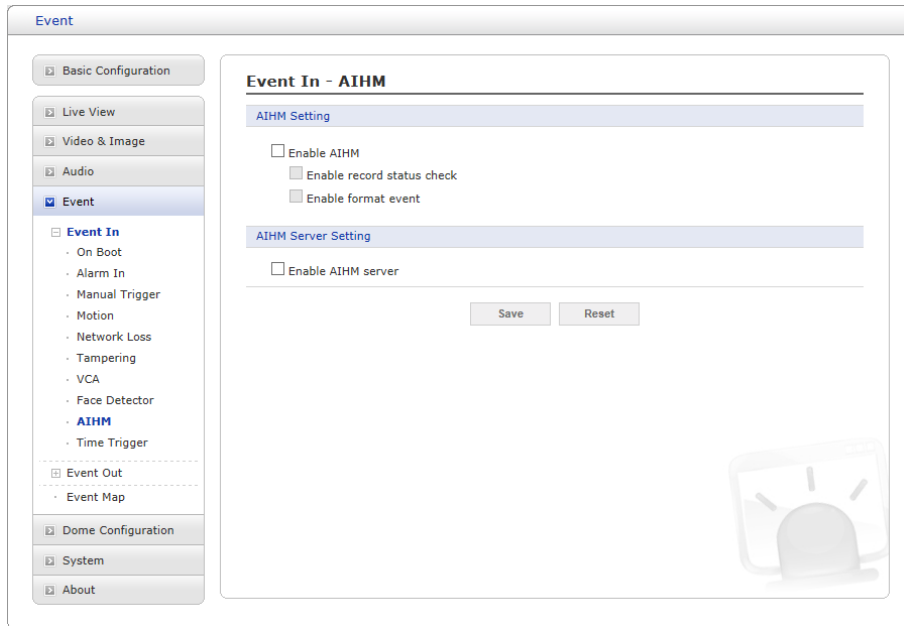 Event
Basic Configuration
Live View
Video & Image
Audio
Event
Event In
On Boot
Alarm In
Manual Trigger
Motion
Network Loss
Tampering
VCA
Face Detector
AIHM
Time Trigger
Event Out
Event Map
Dome Configuration
System
About
Event In - AIHM
AIHM Setting
Enable AIHM
Enable record status check
Enable format event
AIHM Server Setting
Enable AIHM server
Save Reset